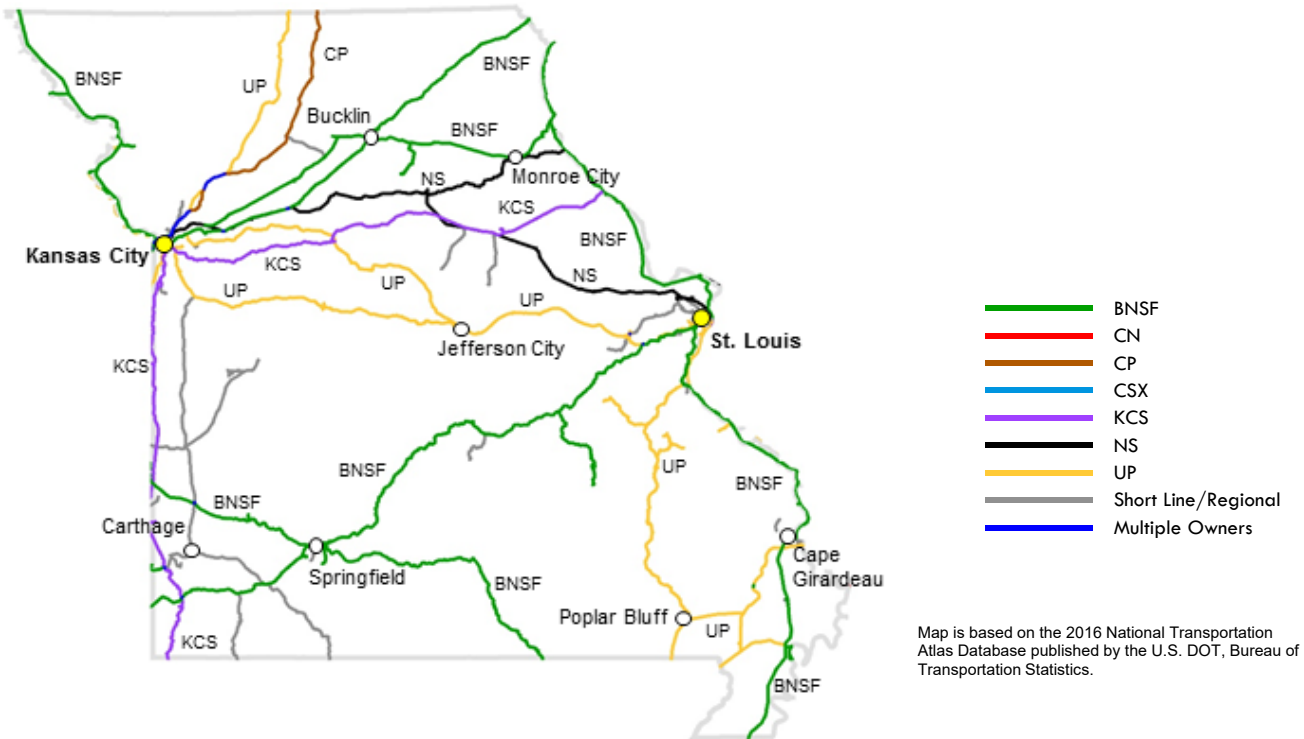 CP
BNSF
UP
BNSF
Bucklin
BNSF
Monroe City
NS
KCS
BNSF
Kansas City
KCS
UP
NS
UP
UP
St. Louis
Jefferson City
KCS
BNSF
UP
BNSF
BNSF
Carthage
Springfield
BNSF
Cape
Girardeau
Poplar Bluff
UP
KCS
BNSF
BNSF
CN
CP
CSX
KCS
NS
UP
Short Line/Regional
Multiple Owners
Map is based on the 2016 National Transportation
Atlas Database published by the U.S. DOT, Bureau of
Transportation Statistics.